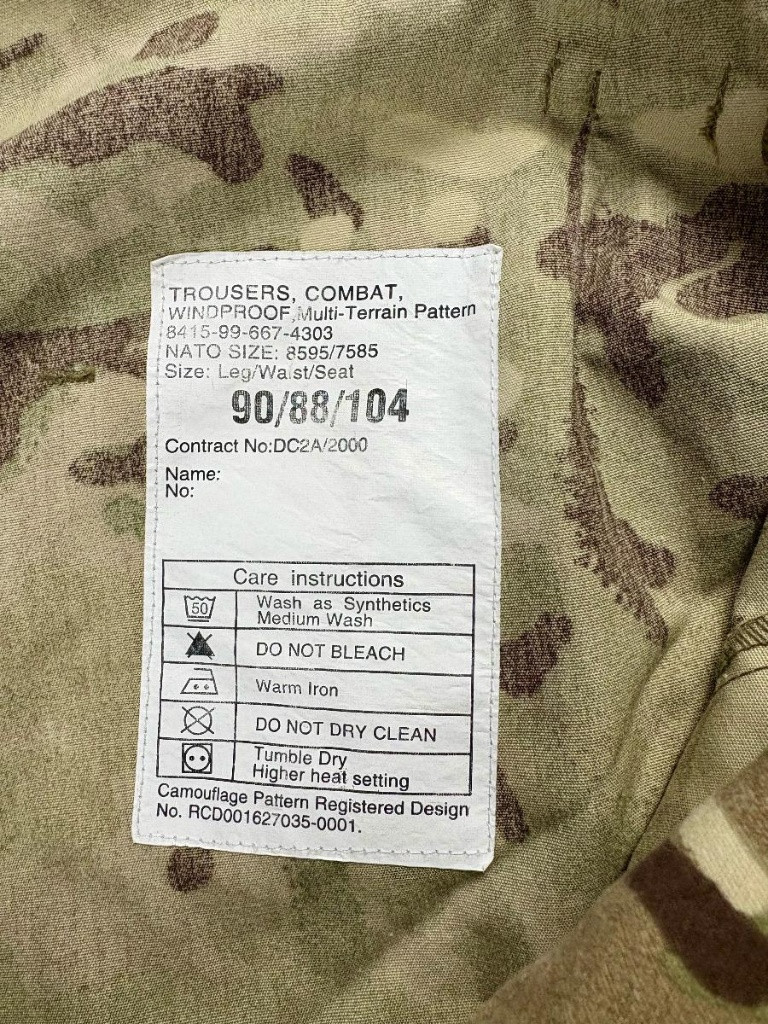 TROUSERS, COMBAT,
WINDPROOF, Multi-Terrain Pattern
8415-99-667-4303
NATO SIZE: 8595/7585
Size: Leg/Waist/Seat
90/88/104
Contract No:DC2A/2000
Name:
No:
Care instructions
50 Wash as Synthetics
Medium Wash
DO NOT BLEACH
Warm Iron
DO NOT DRY CLEAN
Tumble Dry
Higher heat setting
Camouflage Pattern Registered Design
No. RCD001627035-0001.